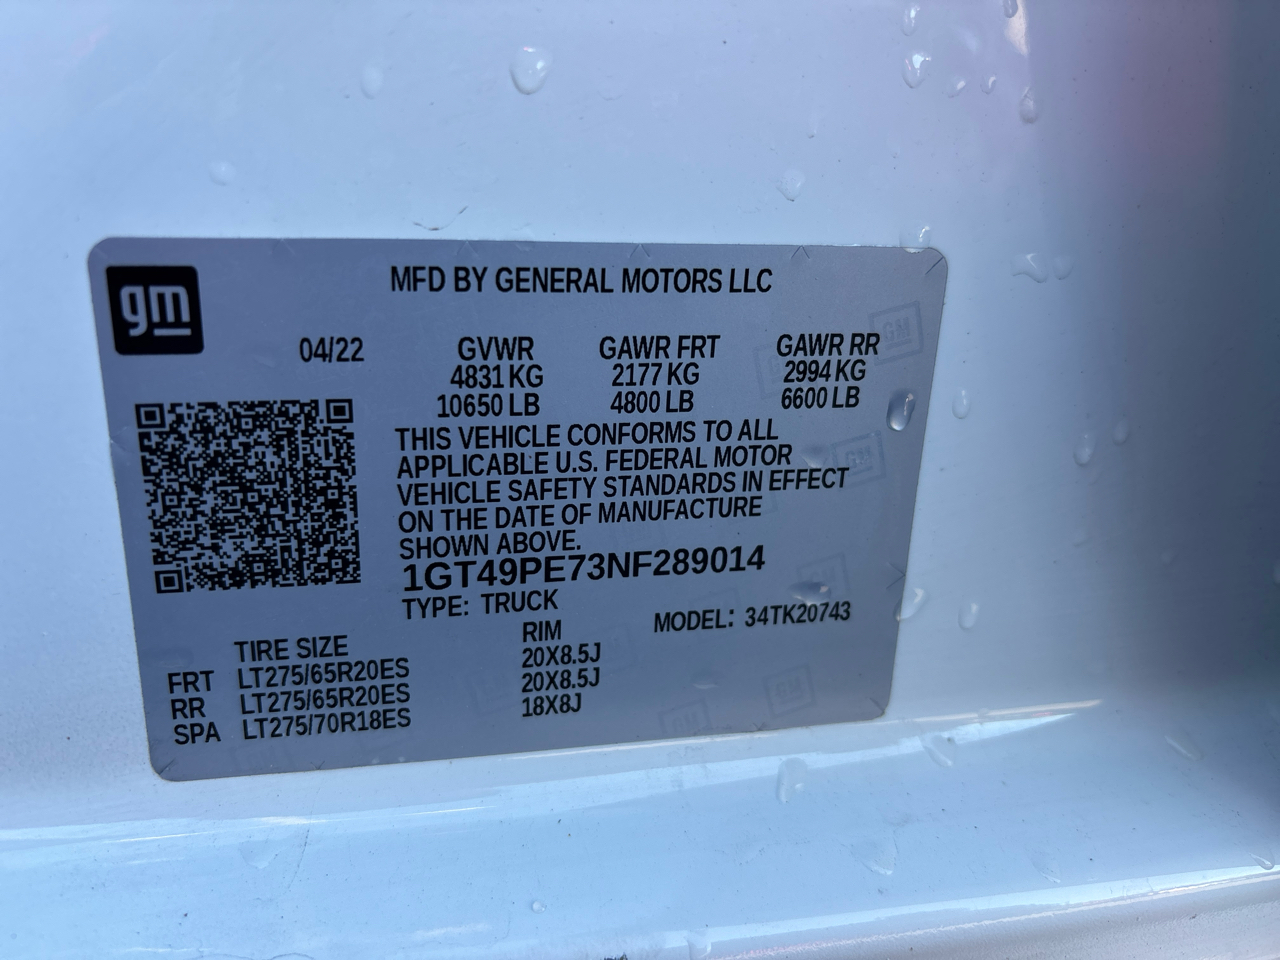 gm
MFD BY GENERAL MOTORS LLC
04/22 GVWR GAWR FRT GAWR RR
4831 KG 2177 KG 2994 KG
10650 LB 4800 LB 6600 LB
THIS VEHICLE CONFORMS TO ALL
APPLICABLE U.S. FEDERAL MOTOR
VEHICLE SAFETY STANDARDS IN EFFECT
ON THE DATE OF MANUFACTURE
SHOWN ABOVE.
1GT49PE73NF289014
TYPE: TRUCK MODEL: 34TK20743
TIRE SIZE RIM
FRT LT275/65R20ES 20X8.5J
RR LT275/65R20ES 20X8.5J
SPA LT275/70R18ES 18X8J